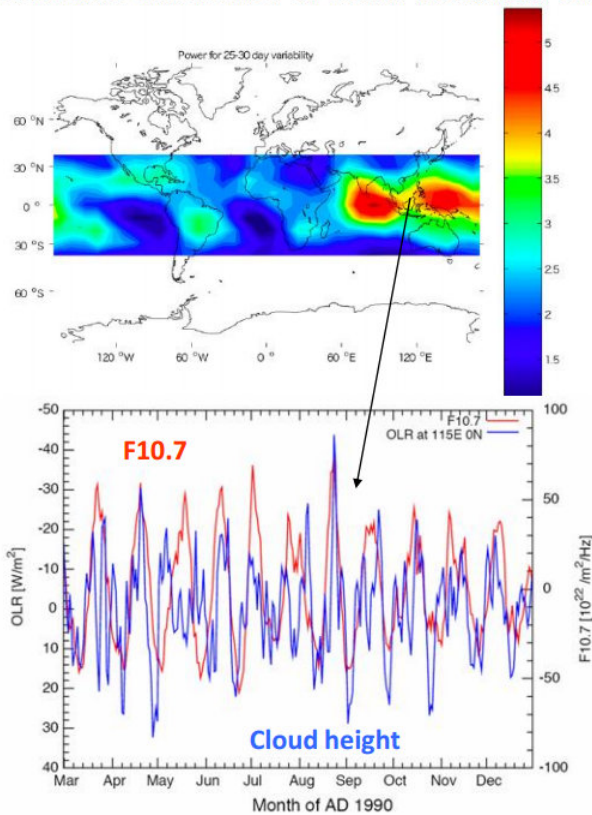 Power for 25-30 day variability
60 °N
30 °N
0 °
30 °S
60 °S
120 °W
60 °W
0 °
60 °E
120 °E
5
4.5
4
3.5
3
2.5
2
1.5
F10.7
F10.7
OLR at 115E 0N
OLR [W/m²]
-50
-40
-30
-20
-10
0
10
20
30
40
100
50
0
-50
-100
F10.7 [10²² /m²/Hz]
Cloud height
Mar Apr May Jun Jul Aug Sep Oct Nov Dec
Month of AD 1990